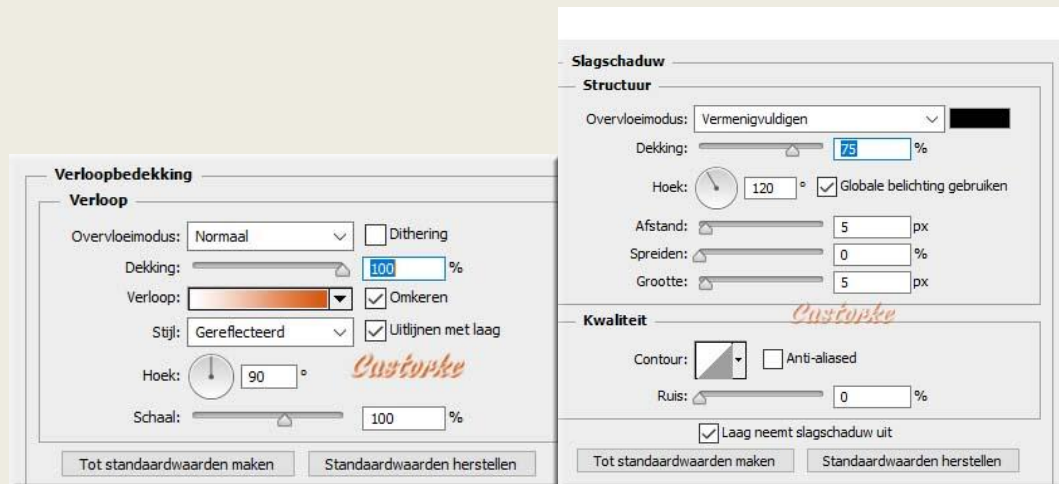 Verloopbedekking
Verloop
Overvloeimodus: Normaal Dithering
Dekking: 100 %
Verloop: Omkeren
Stijl: Gereflecteerd Uitlijnen met laag
Hoek: 90 °
Castorke
Schaal: 100 %
Tot standaardwaarden maken Standaardwaarden herstellen
Slagschaduw
Structuur
Overvloeimodus: Vermenigvuldigen
Dekking: 75 %
Hoek: 120 ° Globale belichting gebruiken
Afstand: 5 px
Spreiden: 0 %
Grootte: 5 px
Castorke
Kwaliteit
Contour: Anti-aliased
Ruis: 0 %
Laag neemt slagschaduw uit
Tot standaardwaarden maken Standaardwaarden herstellen